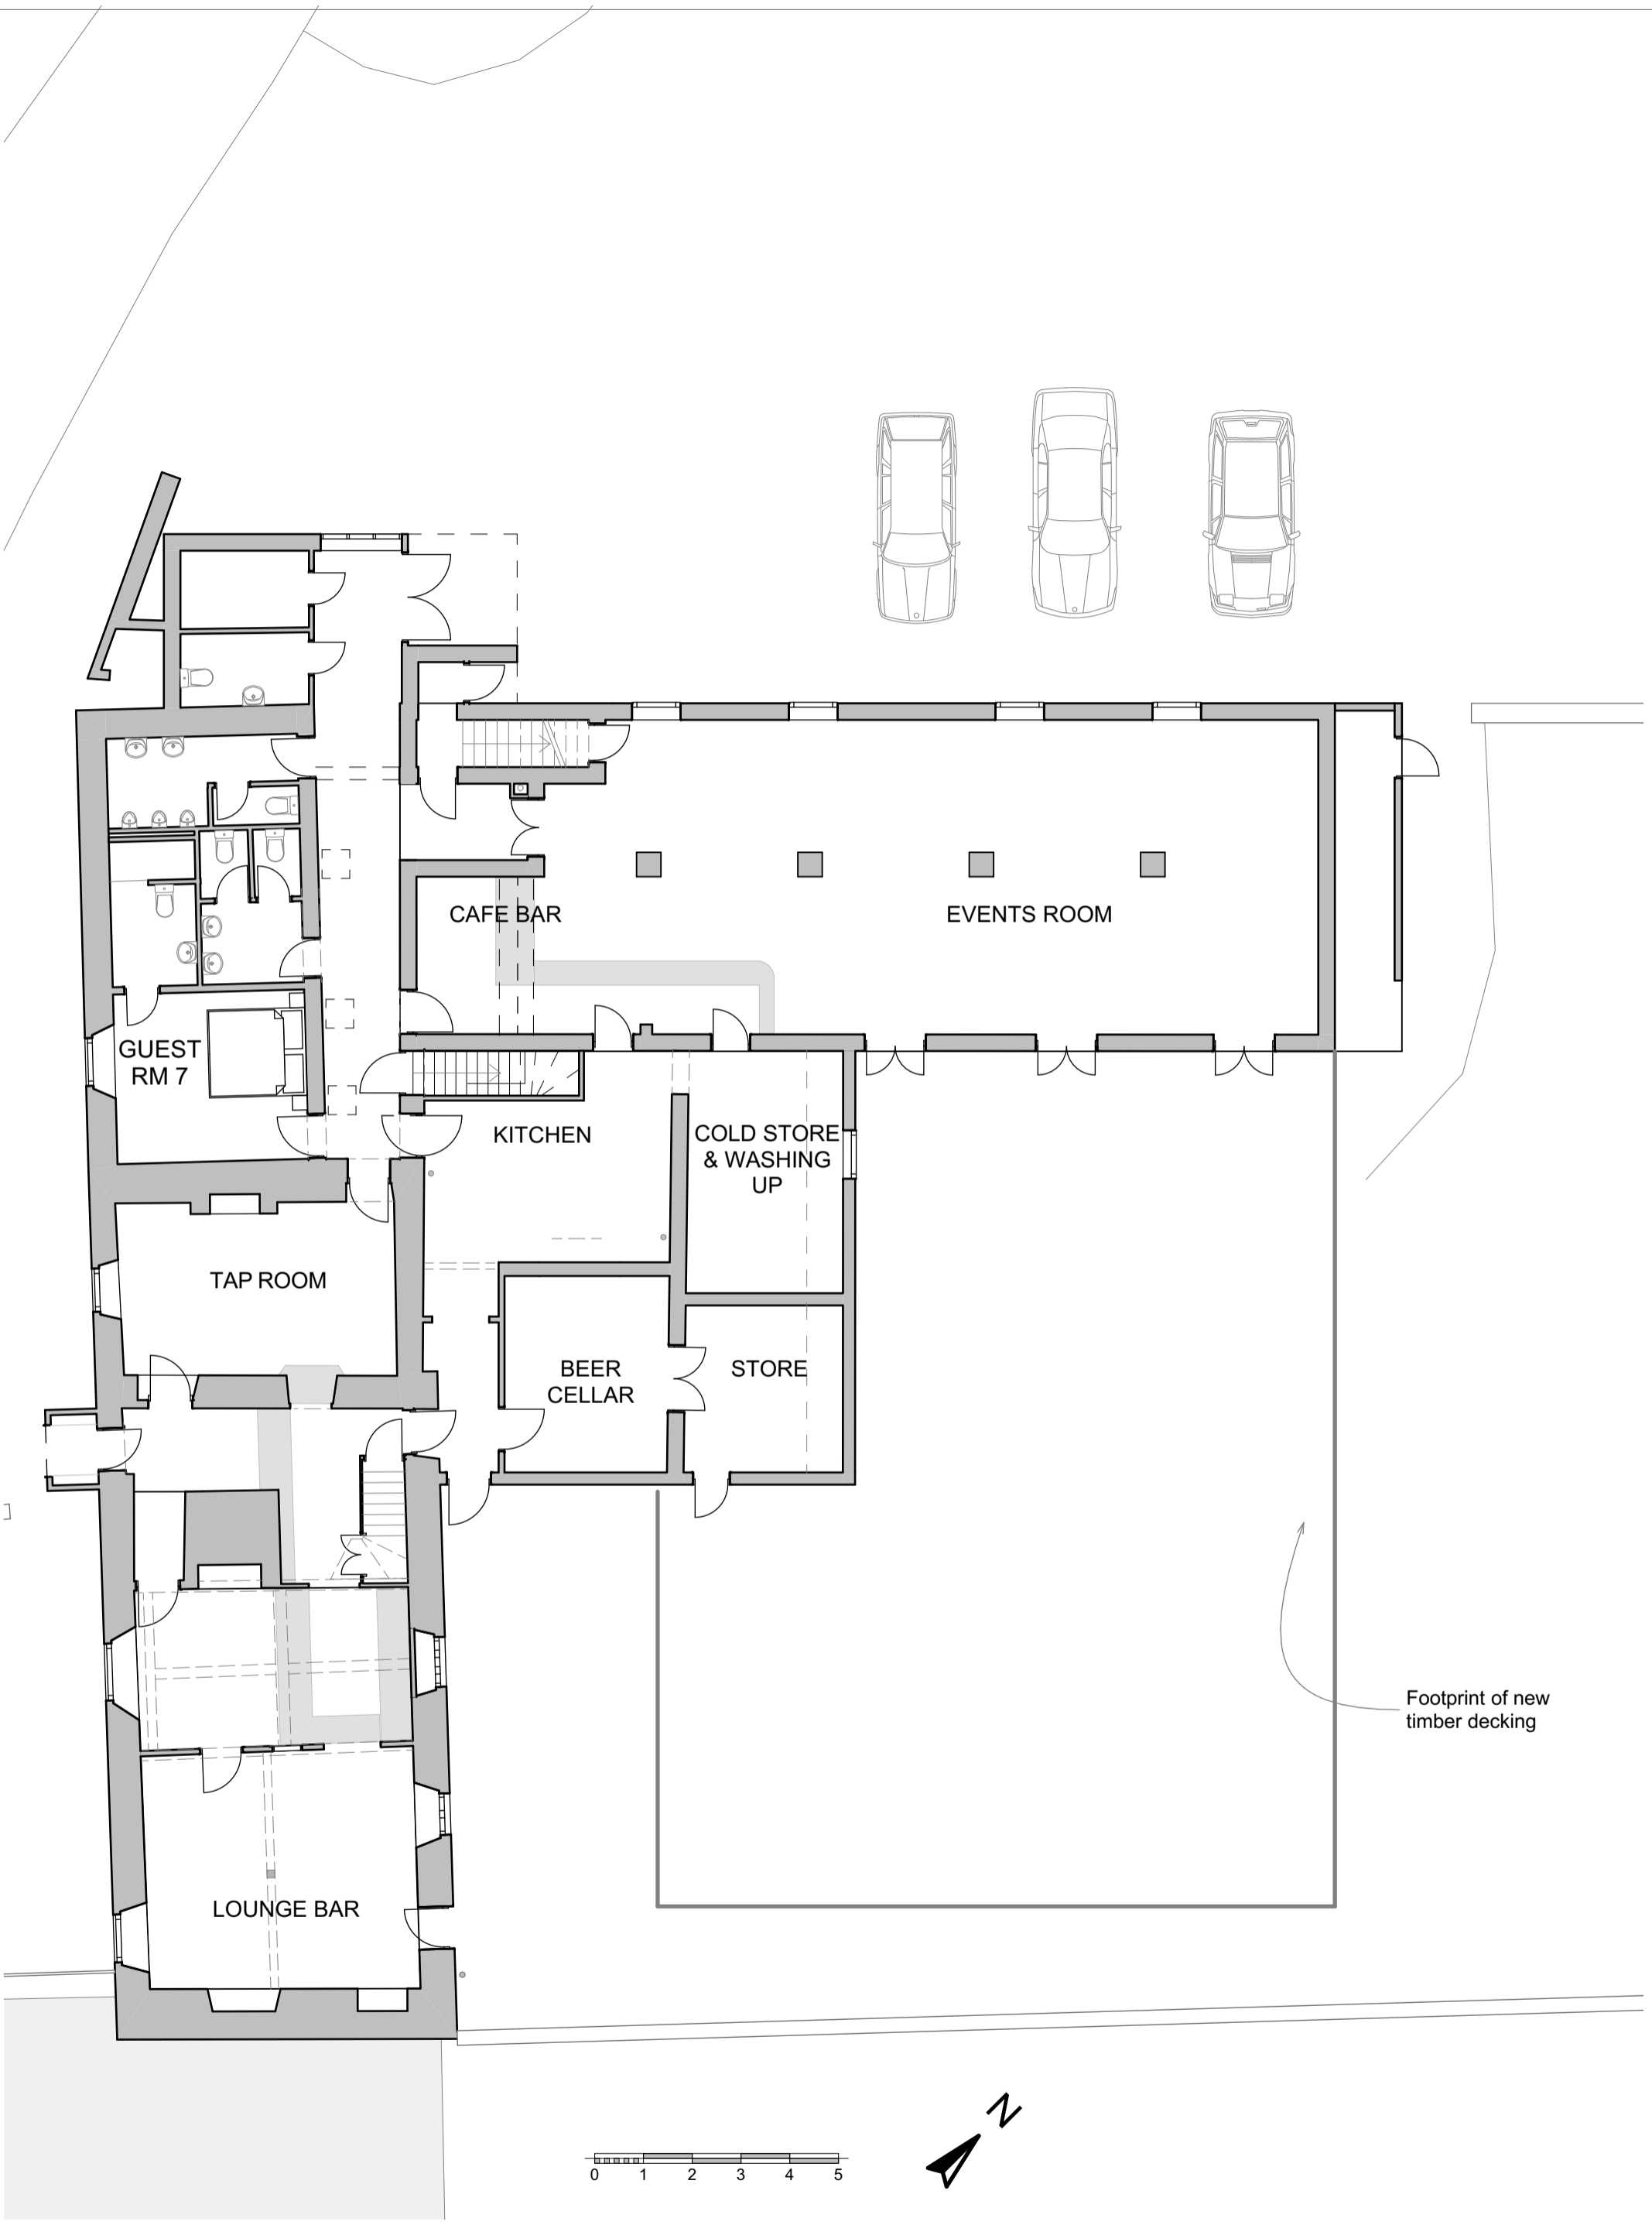 CAFE BAR
EVENTS ROOM
GUEST
RM 7
KITCHEN
COLD STORE
& WASHING
UP
TAP ROOM
BEER
CELLAR
STORE
Footprint of new
timber decking
LOUNGE BAR
N
0 1 2 3 4 5